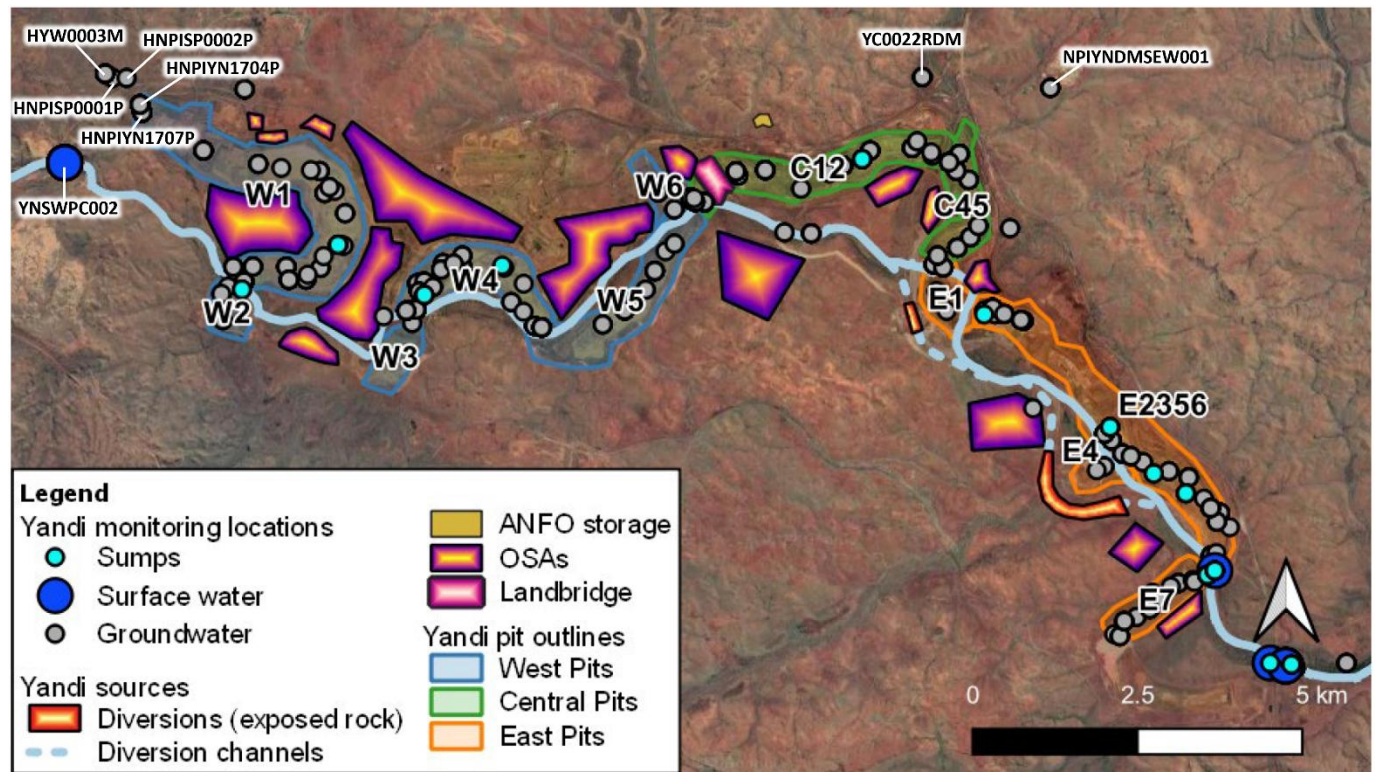 HYW0003M
HNPISP0002P
HNPIYN1704P
HNPISP0001P
HNPIYN1707P
YNSWPC002
YC0022RDM
NPIYNDMSEW001
W1
W2
W3
W4
W5
W6
C12
C45
E1
E2356
E4
E7
Legend
Yandi monitoring locations
Sumps
Surface water
Groundwater
Yandi sources
Diversions (exposed rock)
Diversion channels
ANFO storage
OSAs
Landbridge
Yandi pit outlines
West Pits
Central Pits
East Pits
0 2.5 5 km